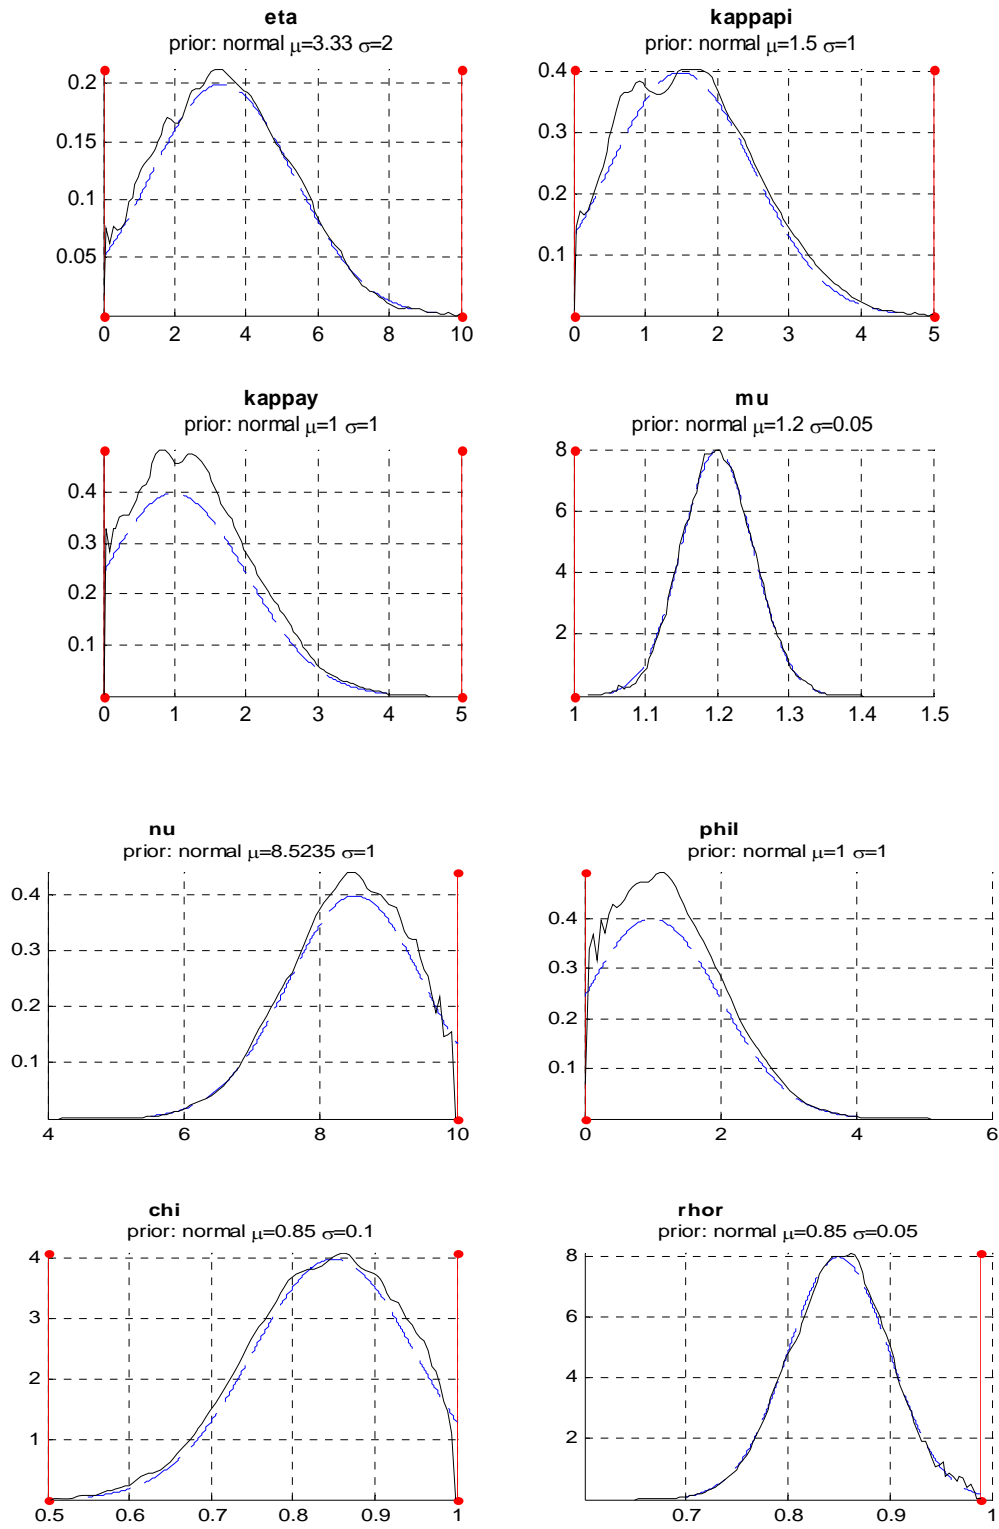 eta
prior: normal μ=3.33 σ=2
0.2
0.15
0.1
0.05
0 2 4 6 8 10
kappapi
prior: normal μ=1.5 σ=1
0.4
0.3
0.2
0.1
0 1 2 3 4 5
kappay
prior: normal μ=1 σ=1
0.4
0.3
0.2
0.1
0 1 2 3 4 5
mu
prior: normal μ=1.2 σ=0.05
8
6
4
2
1 1.1 1.2 1.3 1.4 1.5
nu
prior: normal μ=8.5235 σ=1
0.4
0.3
0.2
0.1
4 6 8 10
phil
prior: normal μ=1 σ=1
0.4
0.3
0.2
0.1
0 2 4 6
chi
prior: normal μ=0.85 σ=0.1
4
3
2
1
0.5 0.6 0.7 0.8 0.9 1
rhor
prior: normal μ=0.85 σ=0.05
8
6
4
2
0.7 0.8 0.9 1